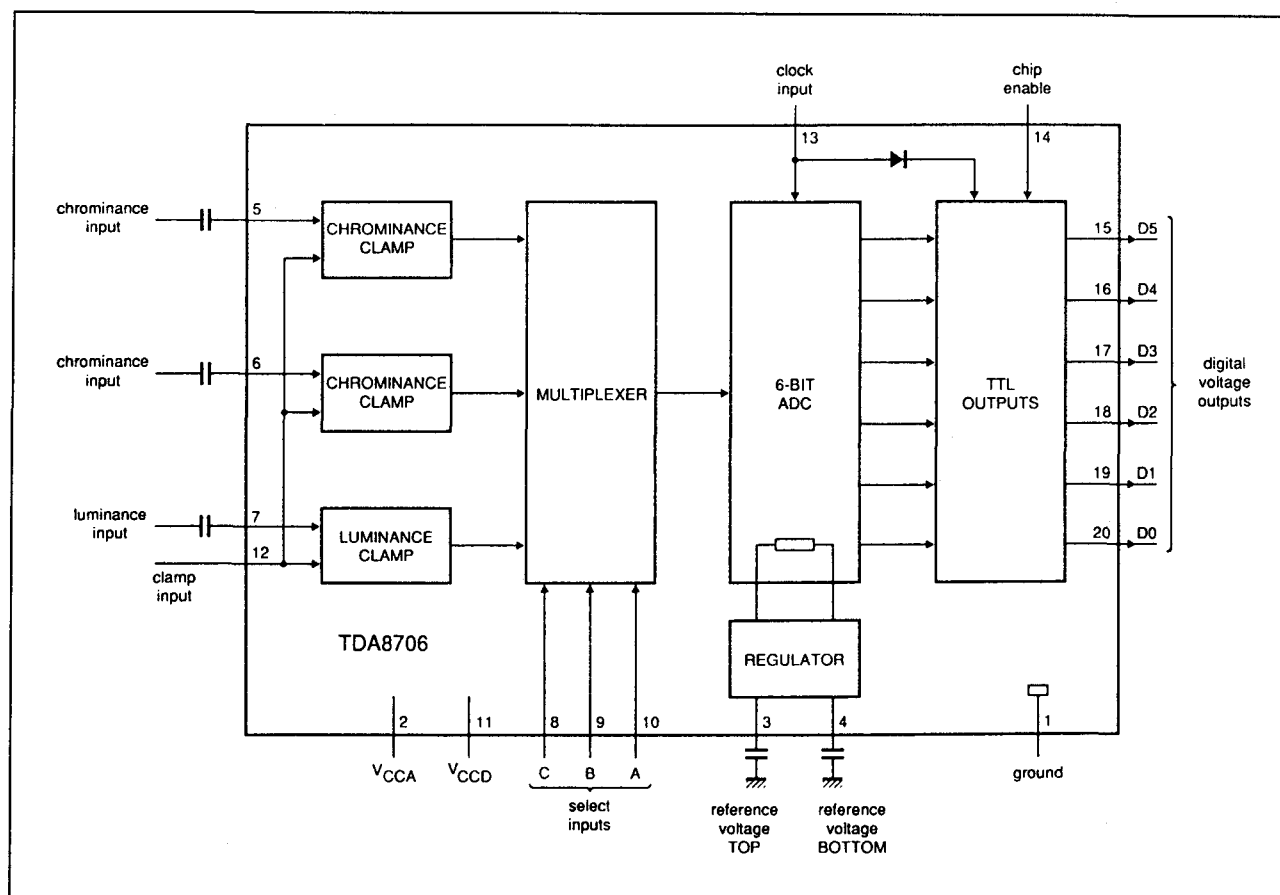 clock
input
chip
enable
13
14
chrominance
input
5
CHROMINANCE
CLAMP
15
D5
16
D4
chrominance
input
6
CHROMINANCE
CLAMP
MULTIPLEXER
6-BIT
ADC
TTL
OUTPUTS
17
D3
digital
voltage
outputs
18
D2
19
D1
luminance
input
7
LUMINANCE
CLAMP
20
D0
12
clamp
input
TDA8706
REGULATOR
2
11
8
9
10
3
4
1
VCCA
VCCD
C
B
A
select
inputs
reference
voltage
TOP
reference
voltage
BOTTOM
ground